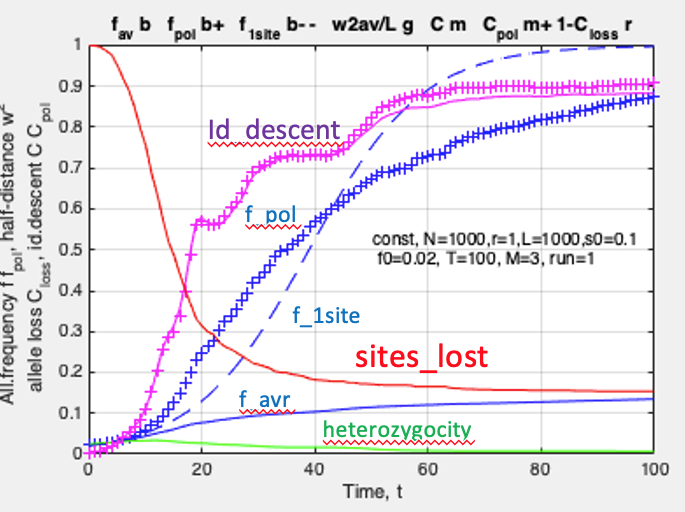 f_av b f_pol b+ f_1site b-- w2av/L g C m C_pol m+ 1-C_loss r
All.frequency f f_pol, half-distance w^2
allele loss C_loss, id.descent C C_pol
1
0.9
0.8
0.7
0.6
0.5
0.4
0.3
0.2
0.1
0
Id_descent
f_pol
const, N=1000,r=1,L=1000,s0=0.1
f0=0.02, T=100, M=3, run=1
f_1site
sites_lost
f_avr
heterozygocity
0 20 40 60 80 100
Time, t